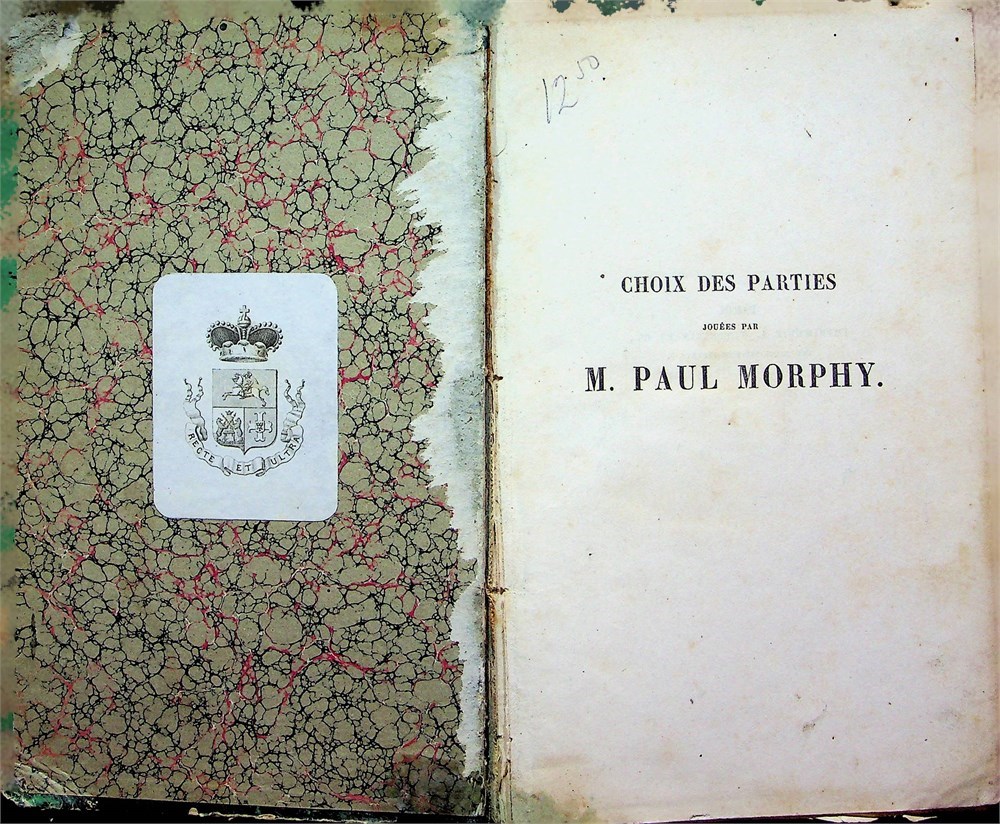 RECTE ET ULTRA
12 50
CHOIX DES PARTIES
JOUÉES PAR
M. PAUL MORPHY.